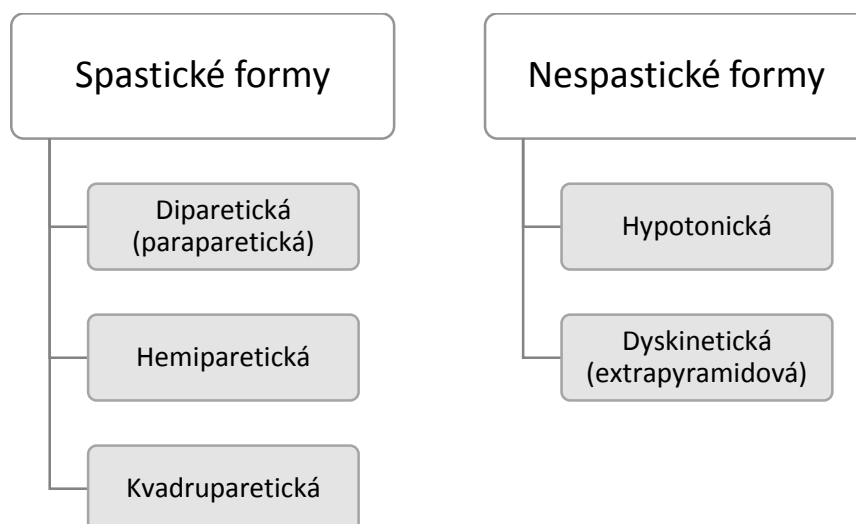 Spastické formy
Diparetická
(paraparetická)
Hemiparetická
Kvadruparetická
Nespastické formy
Hypotonická
Dyskinetická
(extrapyramidová)